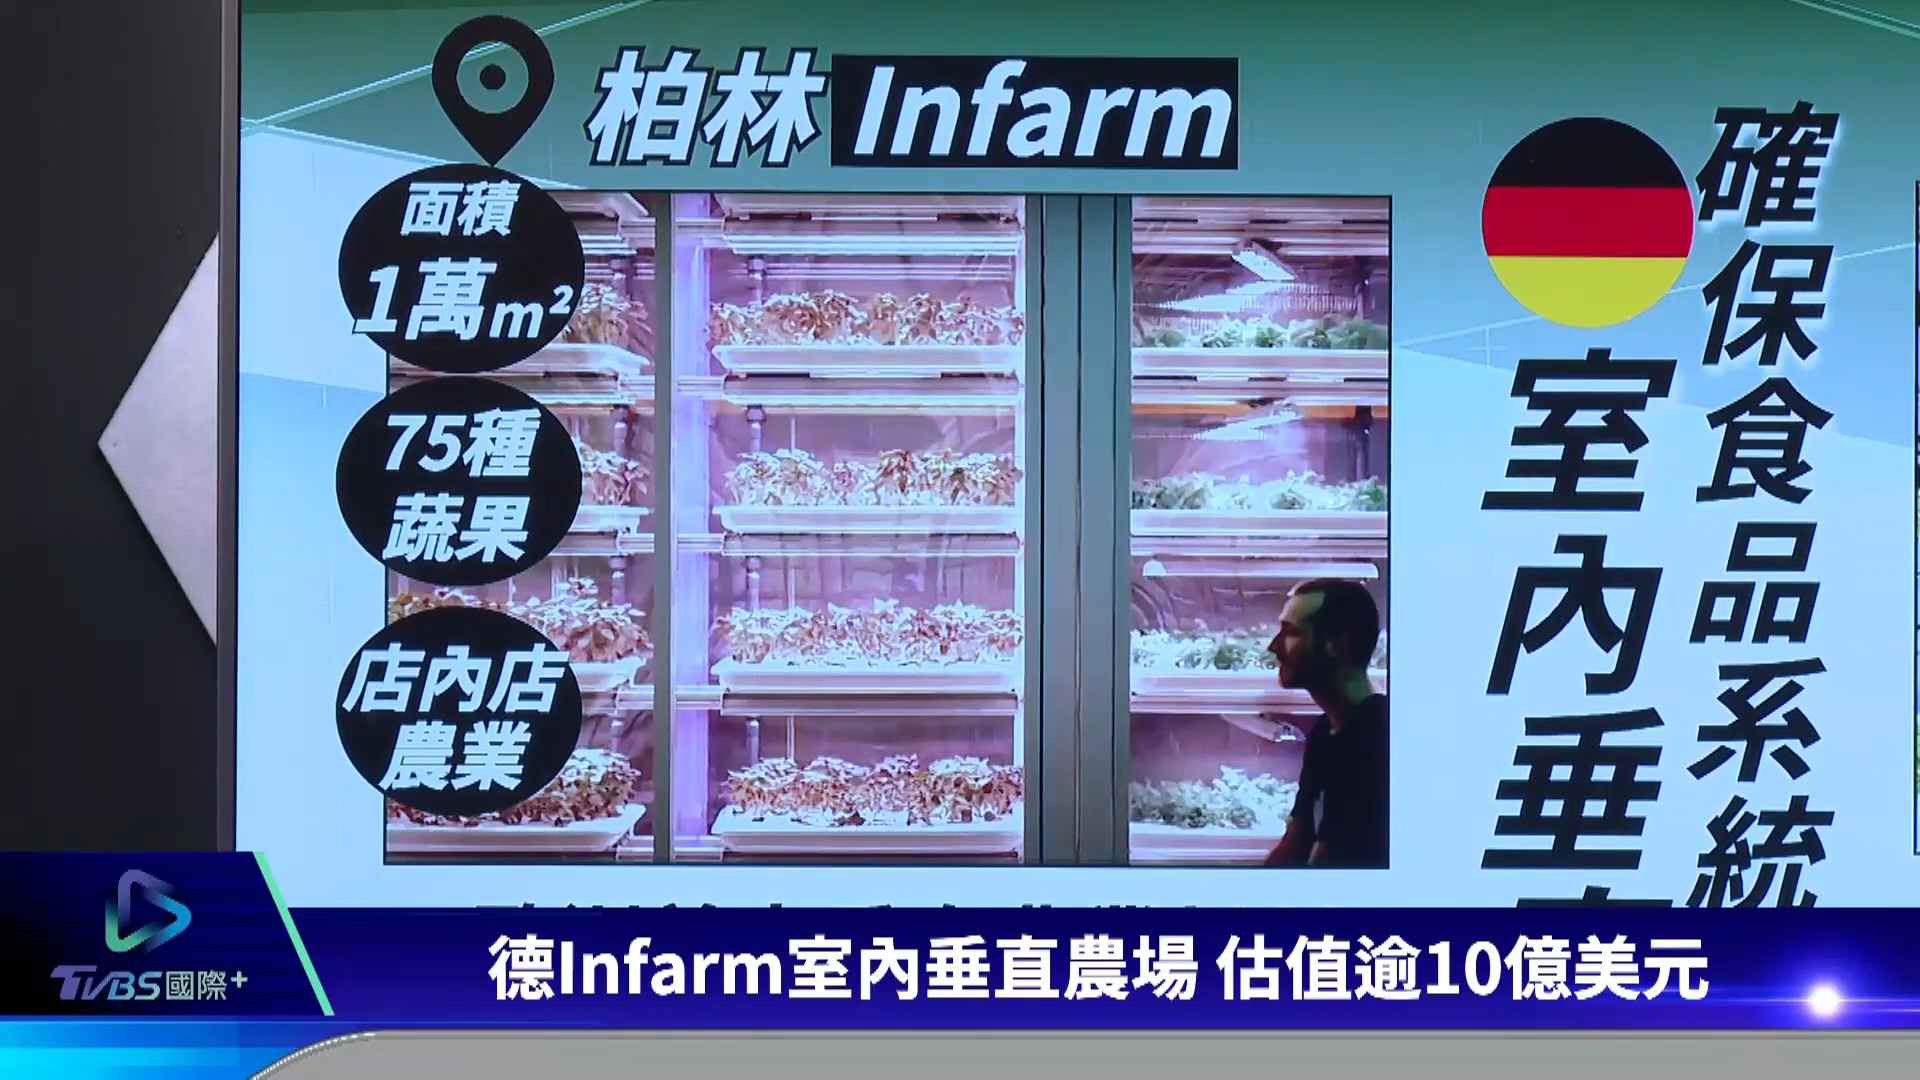 柏林 Infarm
面積
1萬m²
75種
蔬果
店內店
農業
確保食品系統
室內垂
德Infarm室內垂直農場 估值逾10億美元
TVBS國際+